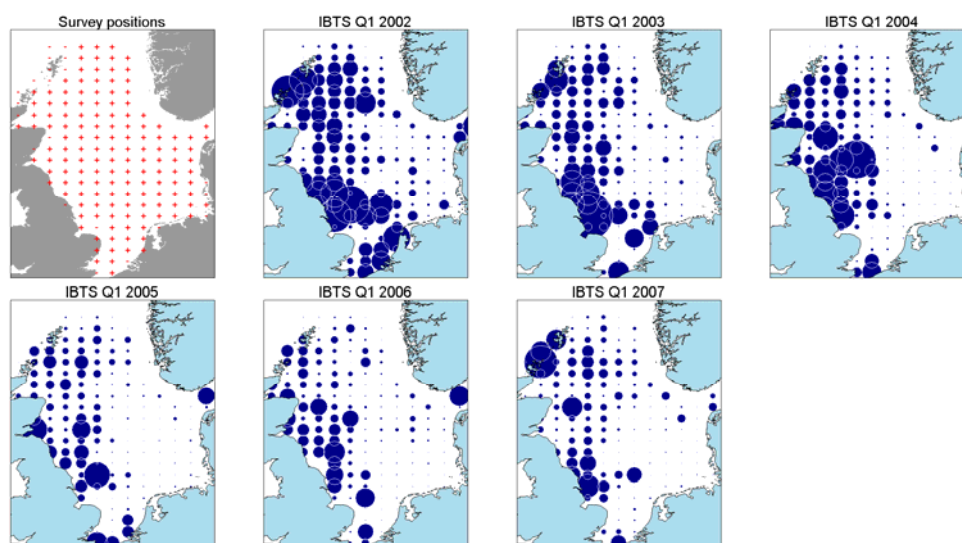 Survey positions
IBTS Q1 2002
IBTS Q1 2003
IBTS Q1 2004
IBTS Q1 2005
IBTS Q1 2006
IBTS Q1 2007